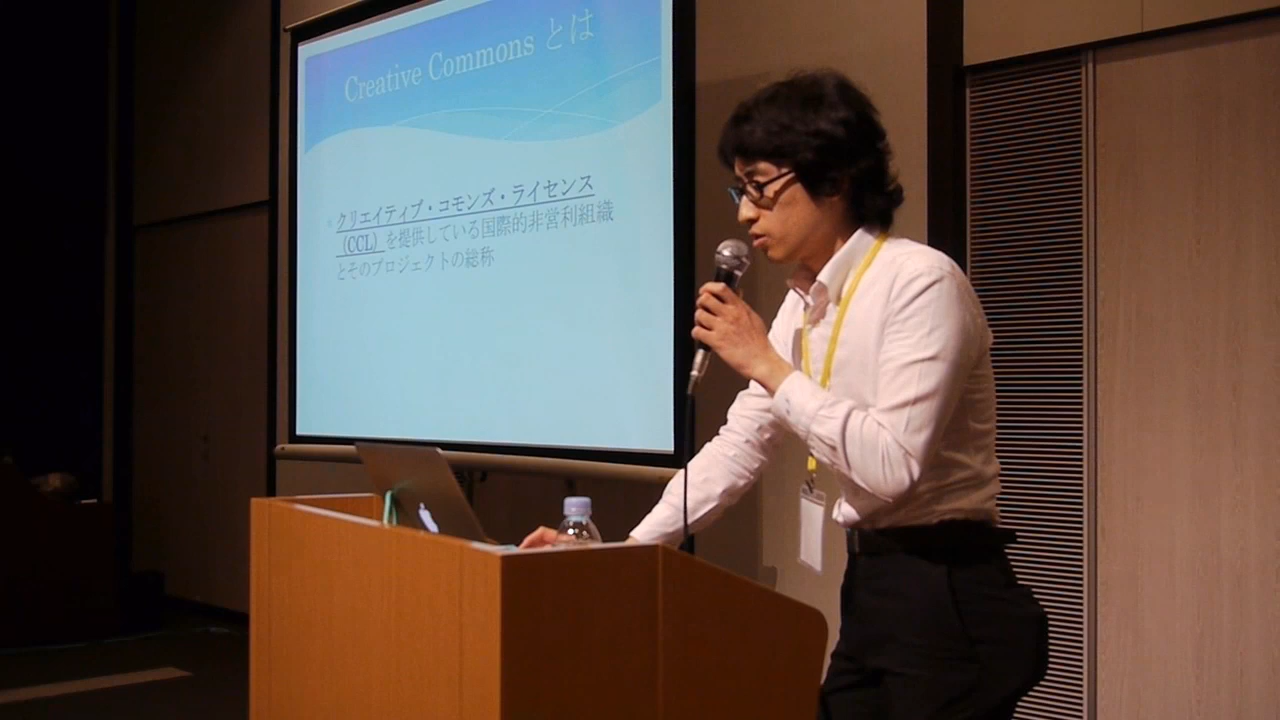 Creative Commons とは
クリエイティブ・コモンズ・ライセンス
(CCL)を提供している国際的非営利組織
とそのプロジェクトの総称